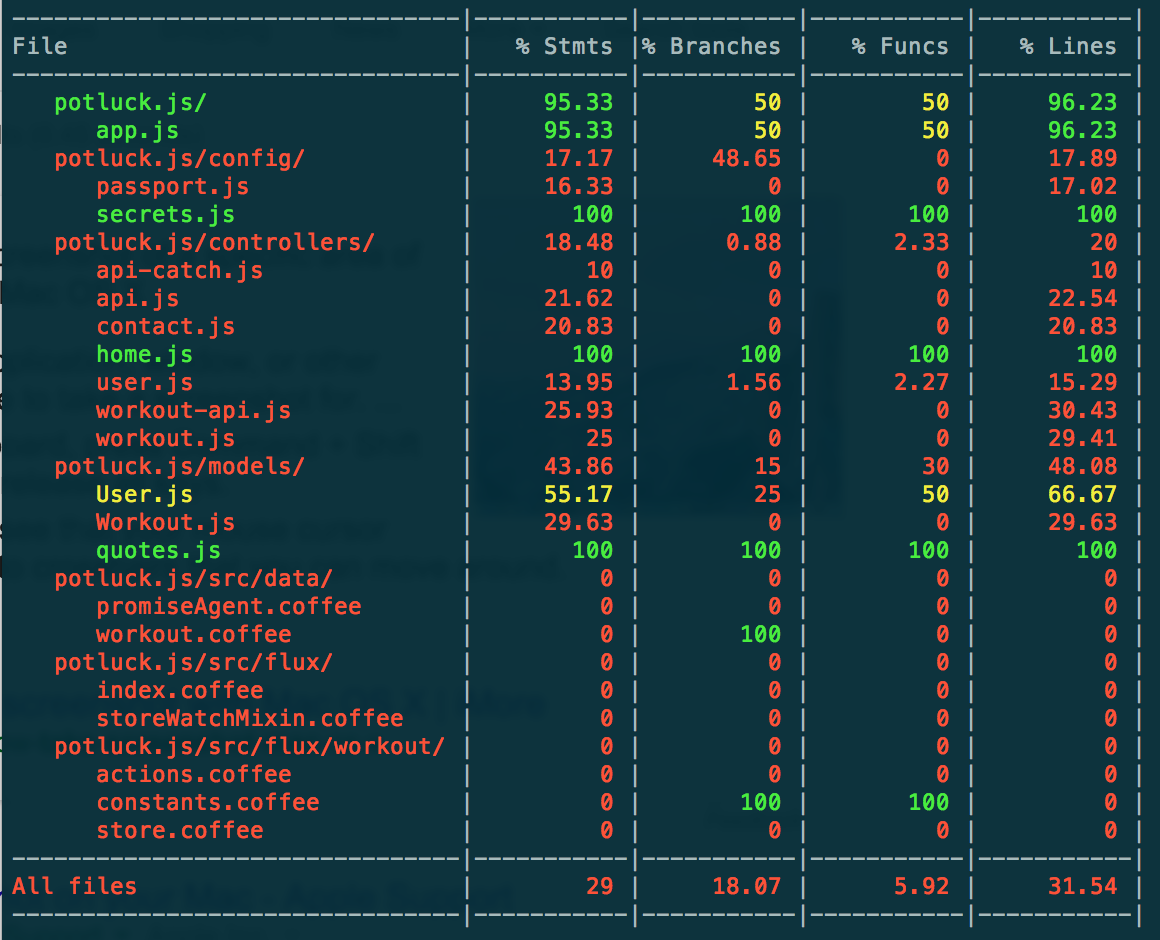 --------------------------------|-----------|-----------|-----------|-----------|
File                            |   % Stmts |% Branches |   % Funcs |   % Lines |
--------------------------------|-----------|-----------|-----------|-----------|
   potluck.js/                  |     95.33 |        50 |        50 |     96.23 |
      app.js                    |     95.33 |        50 |        50 |     96.23 |
   potluck.js/config/           |     17.17 |     48.65 |         0 |     17.89 |
      passport.js               |     16.33 |         0 |         0 |     17.02 |
      secrets.js                |       100 |       100 |       100 |       100 |
   potluck.js/controllers/      |     18.48 |      0.88 |      2.33 |        20 |
      api-catch.js              |        10 |         0 |         0 |        10 |
      api.js                    |     21.62 |         0 |         0 |     22.54 |
      contact.js                |     20.83 |         0 |         0 |     20.83 |
      home.js                   |       100 |       100 |       100 |       100 |
      user.js                   |     13.95 |      1.56 |      2.27 |     15.29 |
      workout-api.js            |     25.93 |         0 |         0 |     30.43 |
      workout.js                |        25 |         0 |         0 |     29.41 |
   potluck.js/models/           |     43.86 |        15 |        30 |     48.08 |
      User.js                   |     55.17 |        25 |        50 |     66.67 |
      Workout.js                |     29.63 |         0 |         0 |     29.63 |
      quotes.js                 |       100 |       100 |       100 |       100 |
   potluck.js/src/data/         |         0 |         0 |         0 |         0 |
      promiseAgent.coffee       |         0 |         0 |         0 |         0 |
      workout.coffee            |         0 |       100 |         0 |         0 |
   potluck.js/src/flux/         |         0 |         0 |         0 |         0 |
      index.coffee              |         0 |         0 |         0 |         0 |
      storeWatchMixin.coffee    |         0 |         0 |         0 |         0 |
   potluck.js/src/flux/workout/ |         0 |         0 |         0 |         0 |
      actions.coffee            |         0 |         0 |         0 |         0 |
      constants.coffee          |         0 |       100 |       100 |         0 |
      store.coffee              |         0 |         0 |         0 |         0 |
--------------------------------|-----------|-----------|-----------|-----------|
All files                       |        29 |     18.07 |      5.92 |     31.54 |
--------------------------------|-----------|-----------|-----------|-----------|